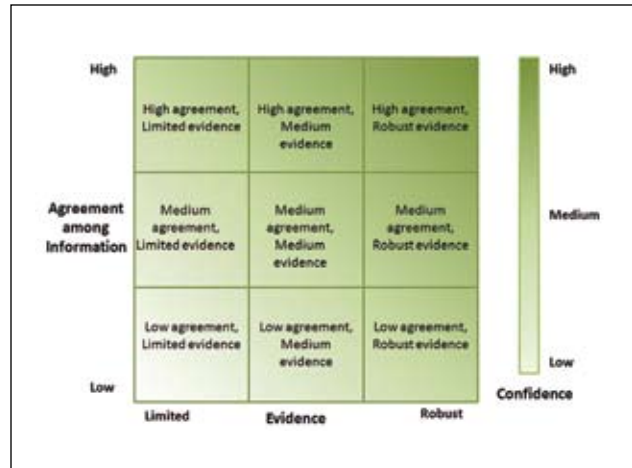 High
High agreement,
Limited evidence
High agreement,
Medium
evidence
High agreement,
Robust evidence
High
Agreement
among
Information
Medium
agreement,
Limited evidence
Medium
agreement,
Medium
evidence
Medium
agreement,
Robust evidence
Medium
Low agreement,
Limited evidence
Low agreement,
Medium
evidence
Low agreement,
Robust evidence
Low
Low
Confidence
Limited
Evidence
Robust